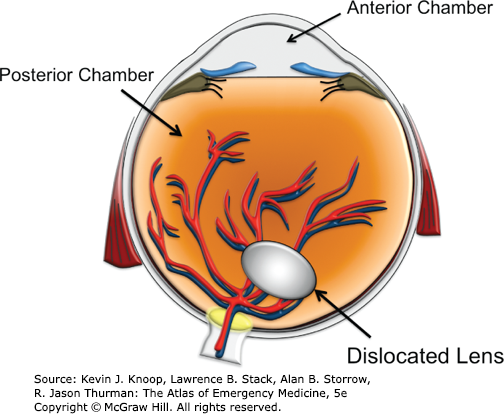 Anterior Chamber
Posterior Chamber
Dislocated Lens
Source: Kevin J. Knoop, Lawrence B. Stack, Alan B. Storrow,
R. Jason Thurman: The Atlas of Emergency Medicine, 5e
Copyright © McGraw Hill. All rights reserved.